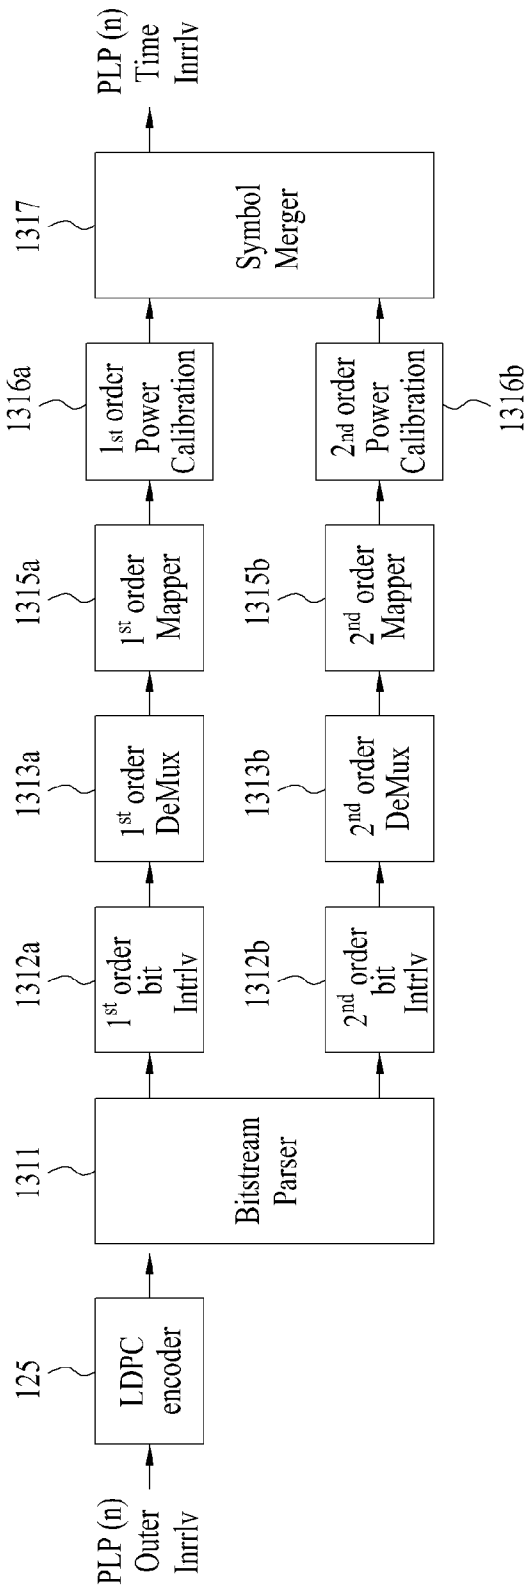 PLP (n)
Outer
Inrrlv
125
LDPC
encoder
1311
Bitstream
Parser
1312a
1st order
bit
Intrlv
1313a
1st order
DeMux
1315a
1st order
Mapper
1316a
1st order
Power
Calibration
1312b
2nd order
bit
Intrlv
1313b
2nd order
DeMux
1315b
2nd order
Mapper
2nd order
Power
Calibration
1316b
1317
Symbol
Merger
PLP (n)
Time
Inrrlv